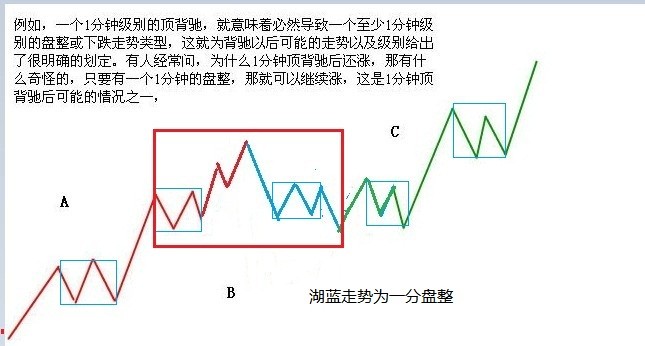 例如，一个1分钟级别的顶背驰，就意味着必然导致一个至少1分钟级
别的盘整或下跌走势类型，这就为背驰以后可能的走势以及级别给出
了很明确的划定。有人经常问，为什么1分钟顶背驰后还涨，那有什
么奇怪的，只要有一个1分钟的盘整，那就可以继续涨，这是1分钟顶
背驰后可能的情况之一，
C
A
B
湖蓝走势为一分盘整